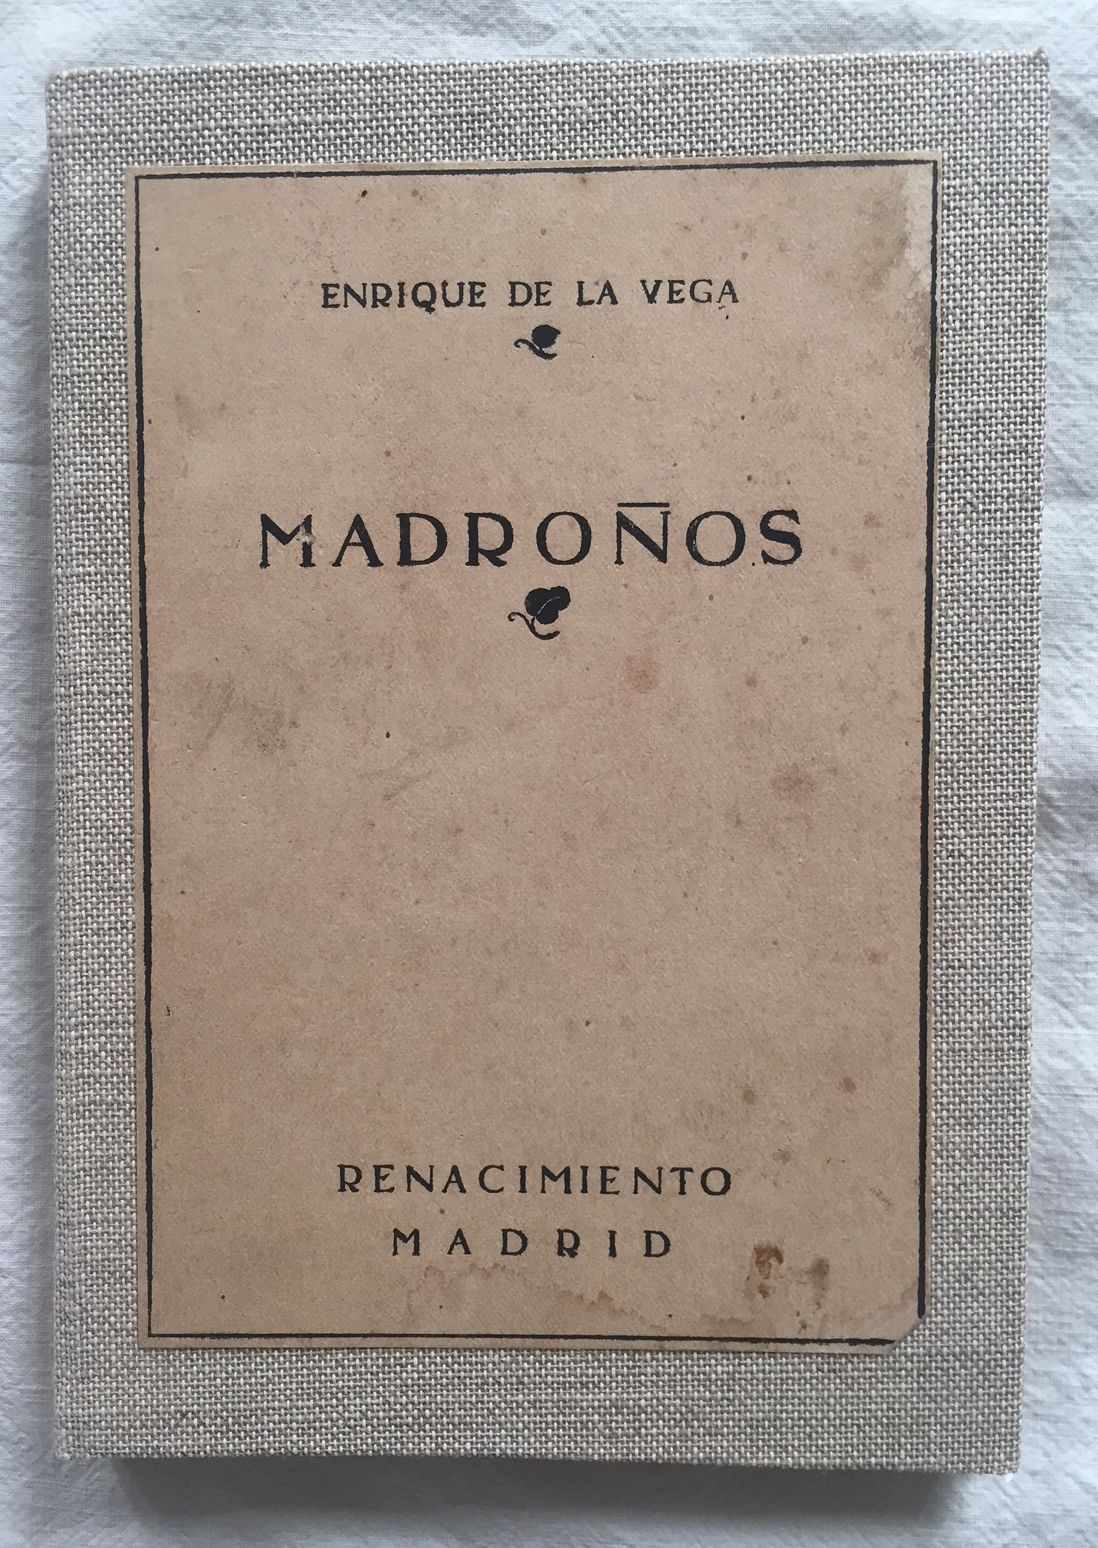 ENRIQUE DE LA VEGA
MADROÑOS
RENACIMIENTO
MADRID